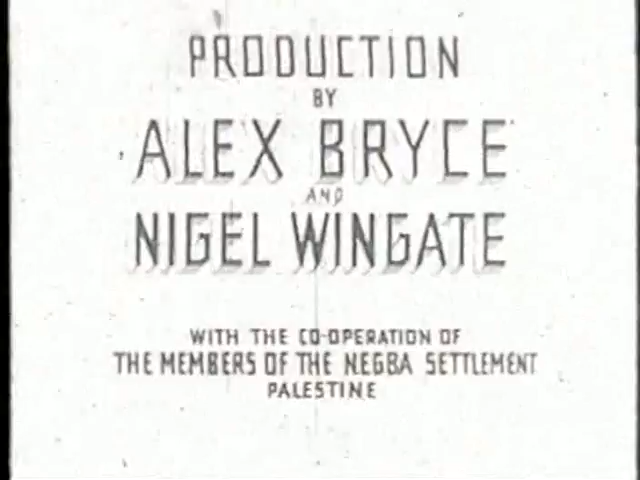 PRODUCTION
BY
ALEX BRYCE
AND
NIGEL WINGATE
WITH THE CO-OPERATION OF
THE MEMBERS OF THE NEGBA SETTLEMENT
PALESTINE